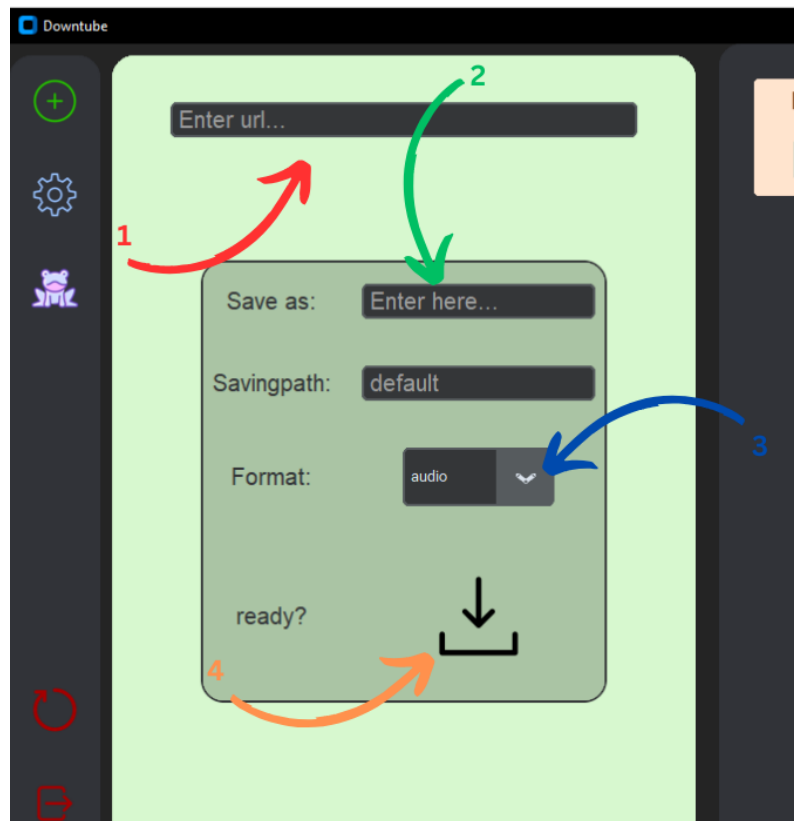 Downtube
2
Enter url...
1
Save as: Enter here...
Savingpath: default
3
Format: audio
ready?
4